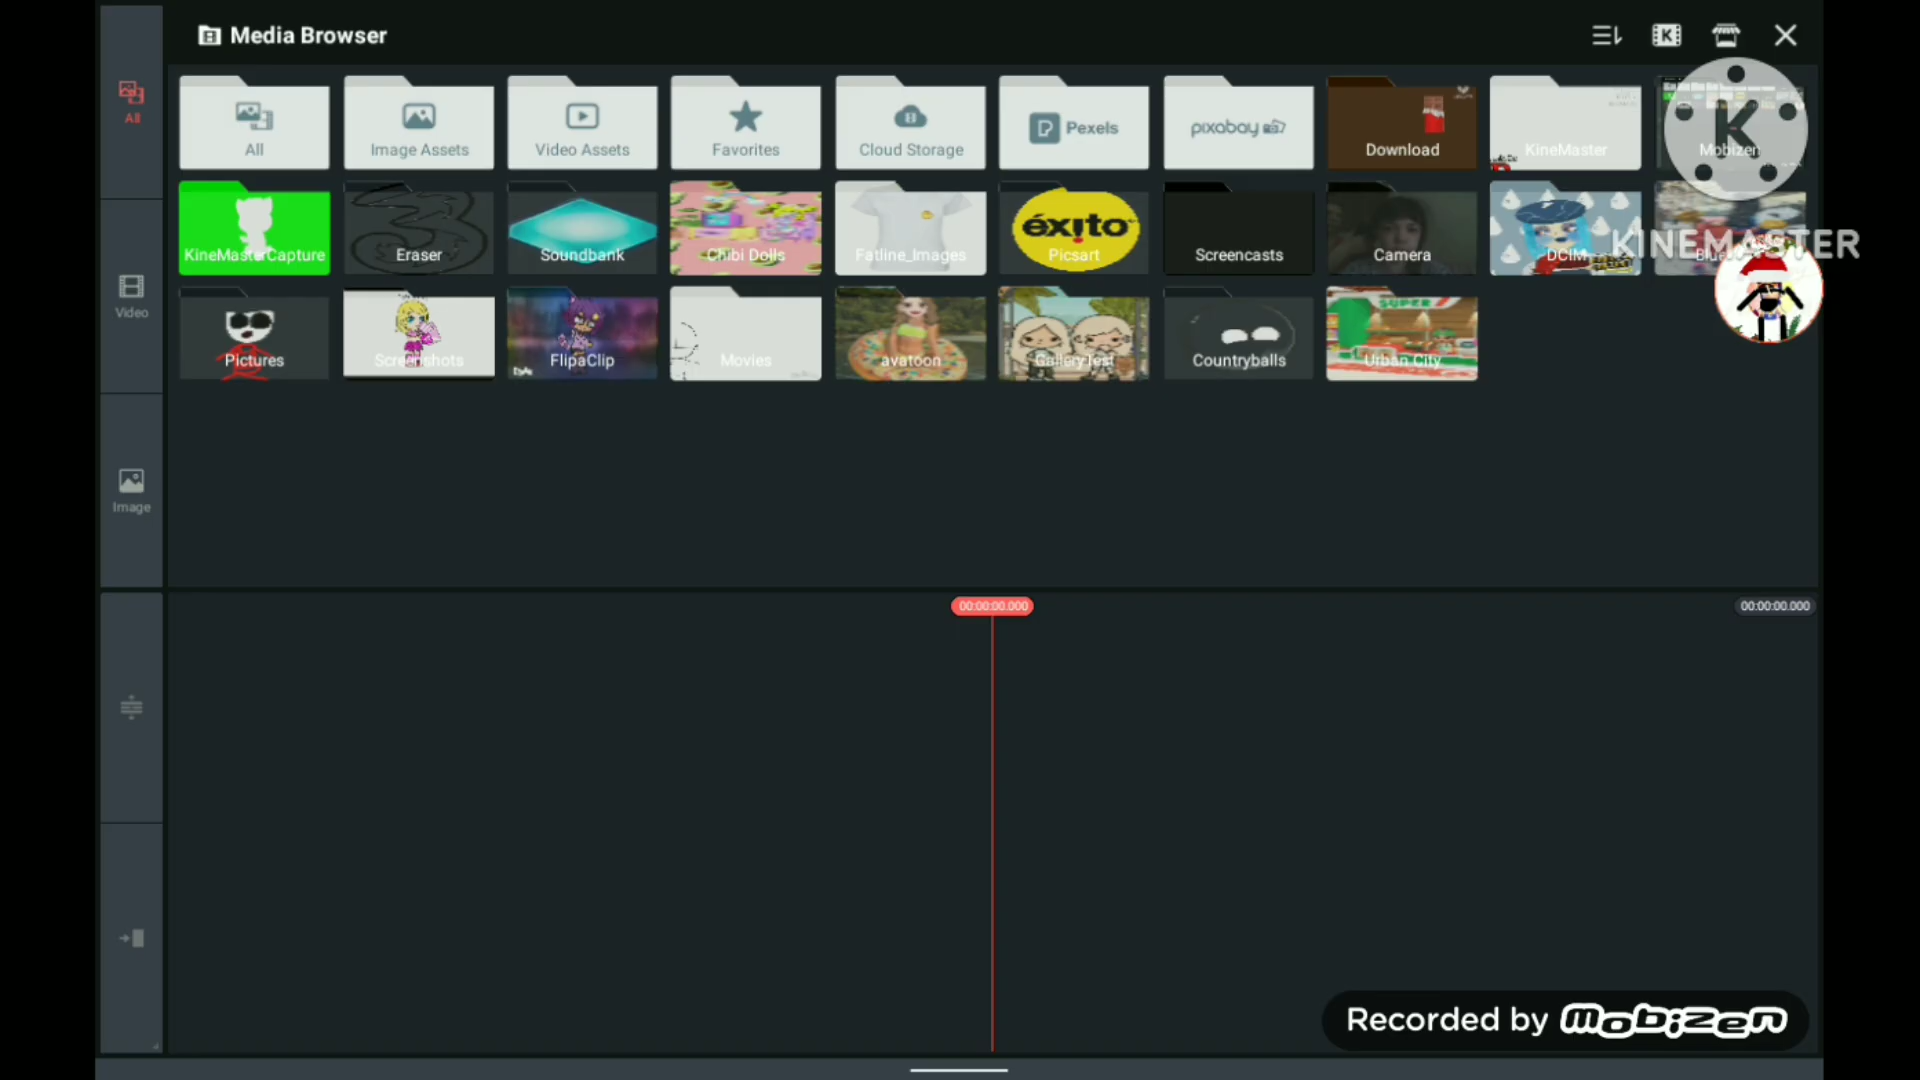 Media Browser
All
All
Image Assets
Video Assets
Favorites
Cloud Storage
Pexels
pixabay
Download
KineMaster
Mobizen
K
KINEMASTER
KineMasterCapture
Eraser
Soundbank
Chibi Dolls
Fatline_Images
éxito
Picsart
Screencasts
Camera
DCIM
Video
Pictures
Screenshots
FlipaClip
Movies
avatoon
GalleryTest
Countryballs
SUPER
Urban City
Image
00:00:00.000
00:00:00.000
Recorded by mobizen